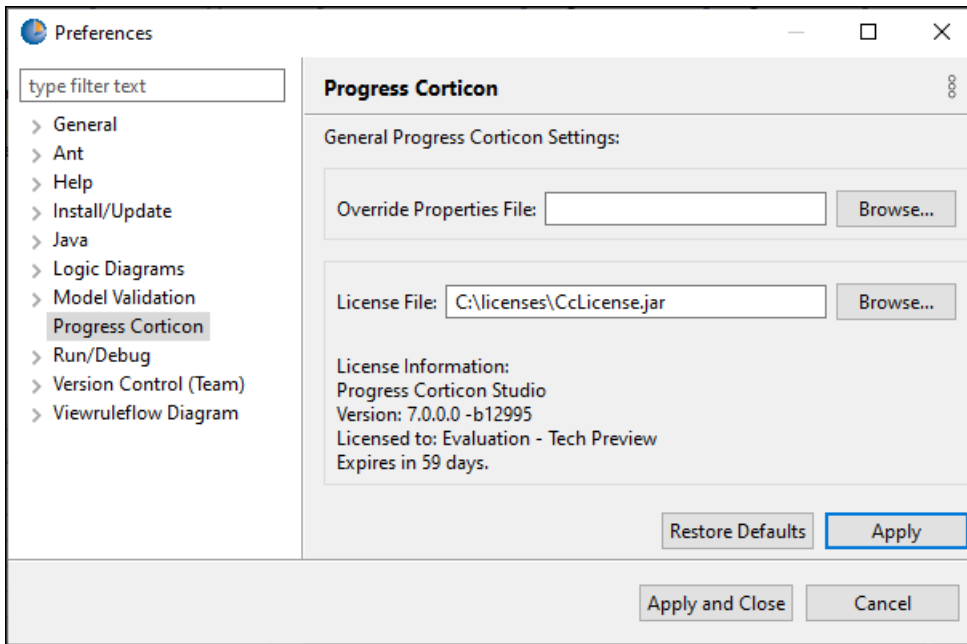 Preferences
type filter text
General
Ant
Help
Install/Update
Java
Logic Diagrams
Model Validation
Progress Corticon
Run/Debug
Version Control (Team)
Viewruleflow Diagram
Progress Corticon
General Progress Corticon Settings:
Override Properties File: Browse...
License File: C:\licenses\CcLicense.jar Browse...
License Information:
Progress Corticon Studio
Version: 7.0.0.0 -b12995
Licensed to: Evaluation - Tech Preview
Expires in 59 days.
Restore Defaults Apply
Apply and Close Cancel